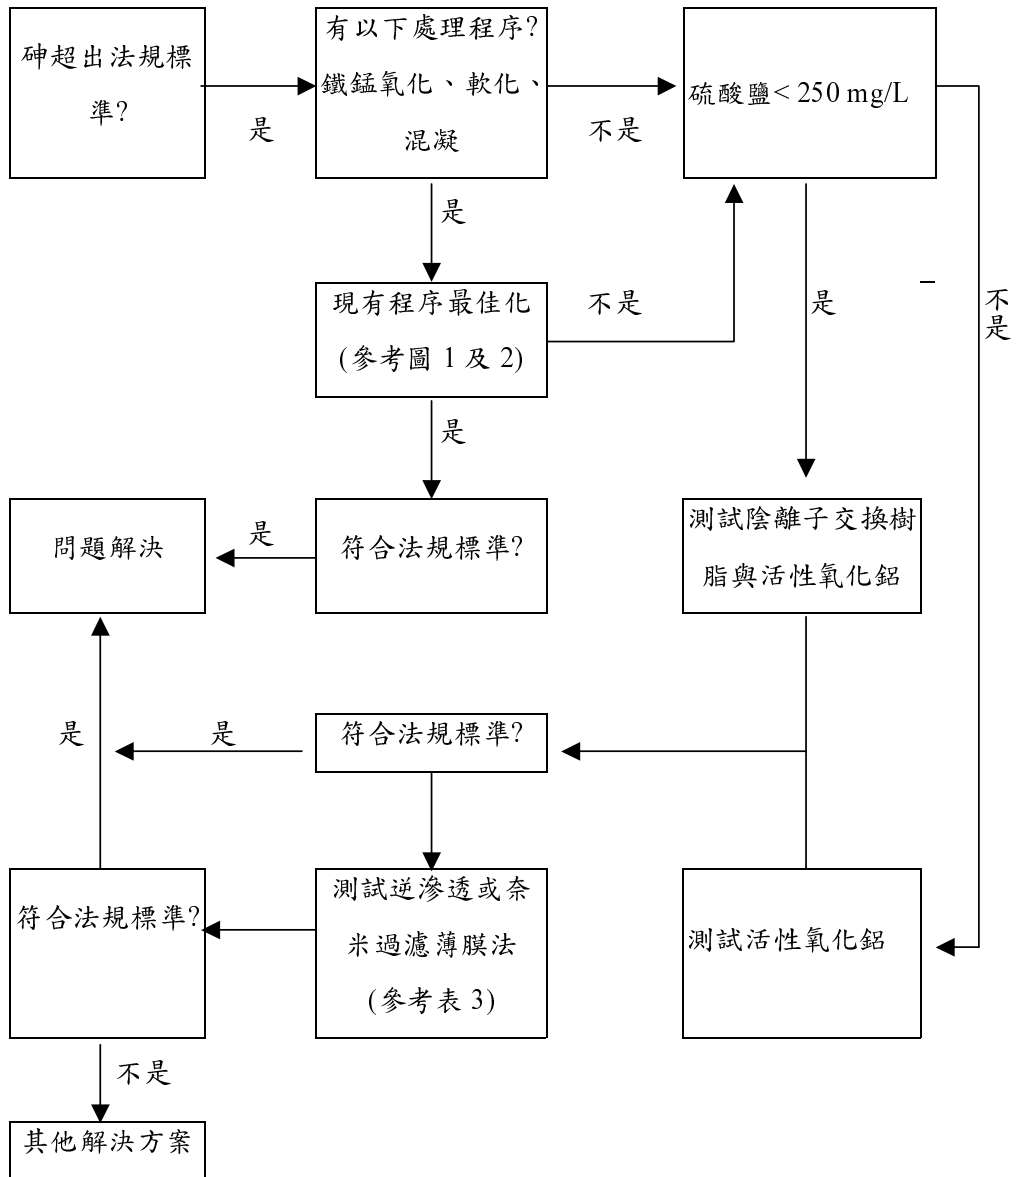 砷超出法規標
準?
是
有以下處理程序?
鐵錳氧化、軟化、
混凝
不是
硫酸鹽< 250 mg/L
是
現有程序最佳化
(參考圖 1 及 2)
不是
是
不是
是
問題解決
是
符合法規標準?
測試陰離子交換樹
脂與活性氧化鋁
是
是
符合法規標準?
符合法規標準?
測試逆滲透或奈
米過濾薄膜法
(參考表 3)
測試活性氧化鋁
不是
其他解決方案